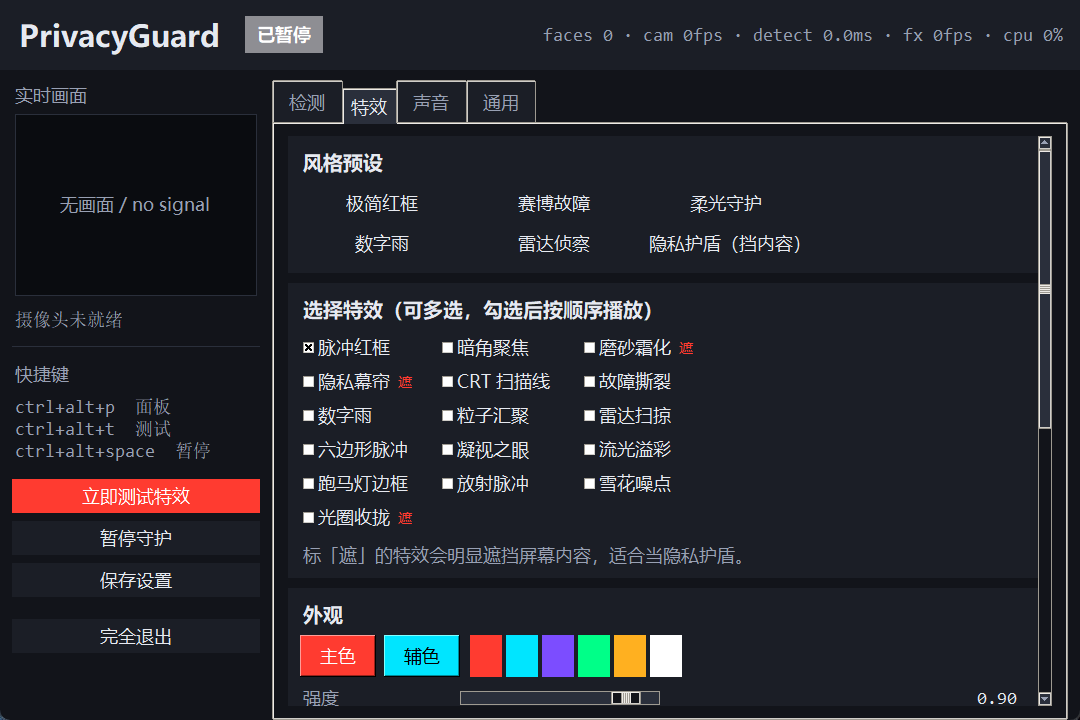 PrivacyGuard 已暂停 faces 0 · cam 0fps · detect 0.0ms · fx 0fps · cpu 0%
实时画面
无画面 / no signal
摄像头未就绪
快捷键
ctrl+alt+p 面板
ctrl+alt+t 测试
ctrl+alt+space 暂停
立即测试特效
暂停守护
保存设置
完全退出
检测 特效 声音 通用
风格预设
极简红框 赛博故障 柔光守护
数字雨 雷达侦察 隐私护盾（挡内容）
选择特效（可多选，勾选后按顺序播放）
脉冲红框 暗角聚焦 磨砂霜化 遮
隐私幕帘 遮 CRT 扫描线 故障撕裂
数字雨 粒子汇聚 雷达扫掠
六边形脉冲 凝视之眼 流光溢彩
跑马灯边框 放射脉冲 雪花噪点
光圈收拢 遮
标「遮」的特效会明显遮挡屏幕内容，适合当隐私护盾。
外观
主色 辅色
强度 0.90